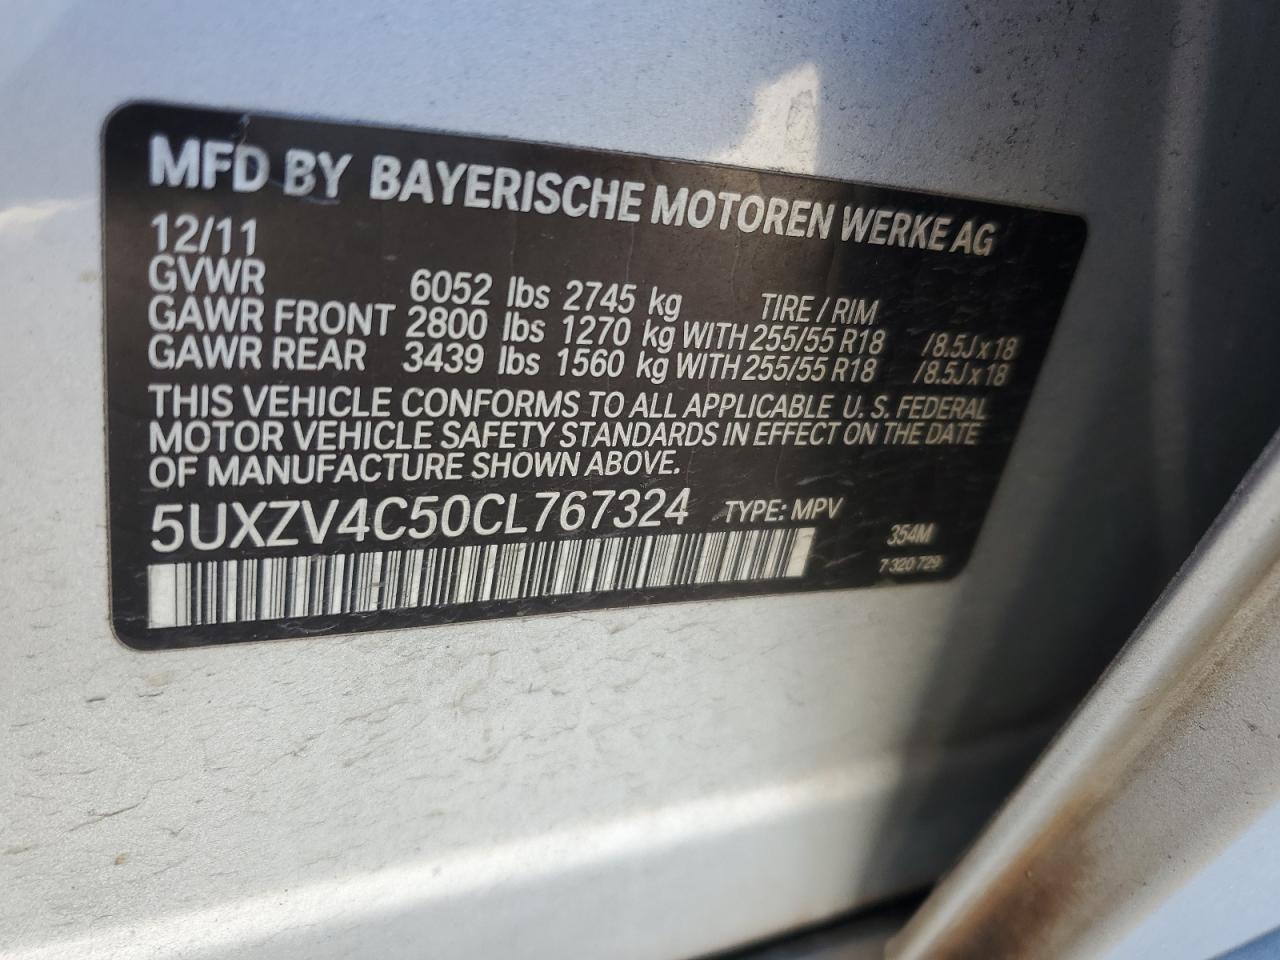 MFD BY BAYERISCHE MOTOREN WERKE AG
12/11
GVWR 6052 lbs 2745 kg TIRE / RIM
GAWR FRONT 2800 lbs 1270 kg WITH 255/55 R18 /8.5J x 18
GAWR REAR 3439 lbs 1560 kg WITH 255/55 R18 /8.5J x 18
THIS VEHICLE CONFORMS TO ALL APPLICABLE U. S. FEDERAL
MOTOR VEHICLE SAFETY STANDARDS IN EFFECT ON THE DATE
OF MANUFACTURE SHOWN ABOVE.
5UXZV4C50CL767324 TYPE: MPV
354M
7 320 729